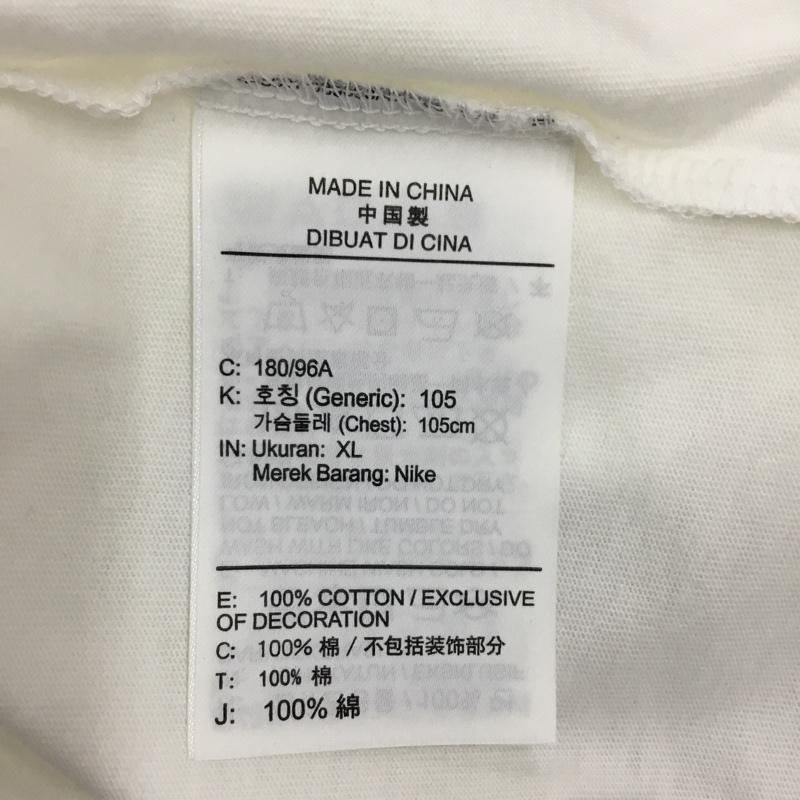 MADE IN CHINA
中国製
DIBUAT DI CINA
C: 180/96A
K: 호칭 (Generic): 105
가슴둘레 (Chest): 105cm
IN: Ukuran: XL
Merek Barang: Nike
E: 100% COTTON / EXCLUSIVE
OF DECORATION
C: 100% 棉 / 不包括装饰部分
T: 100% 棉
J: 100% 綿